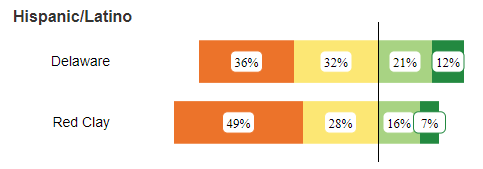 Hispanic/Latino
Delaware 36% 32% 21% 12%
Red Clay 49% 28% 16% 7%